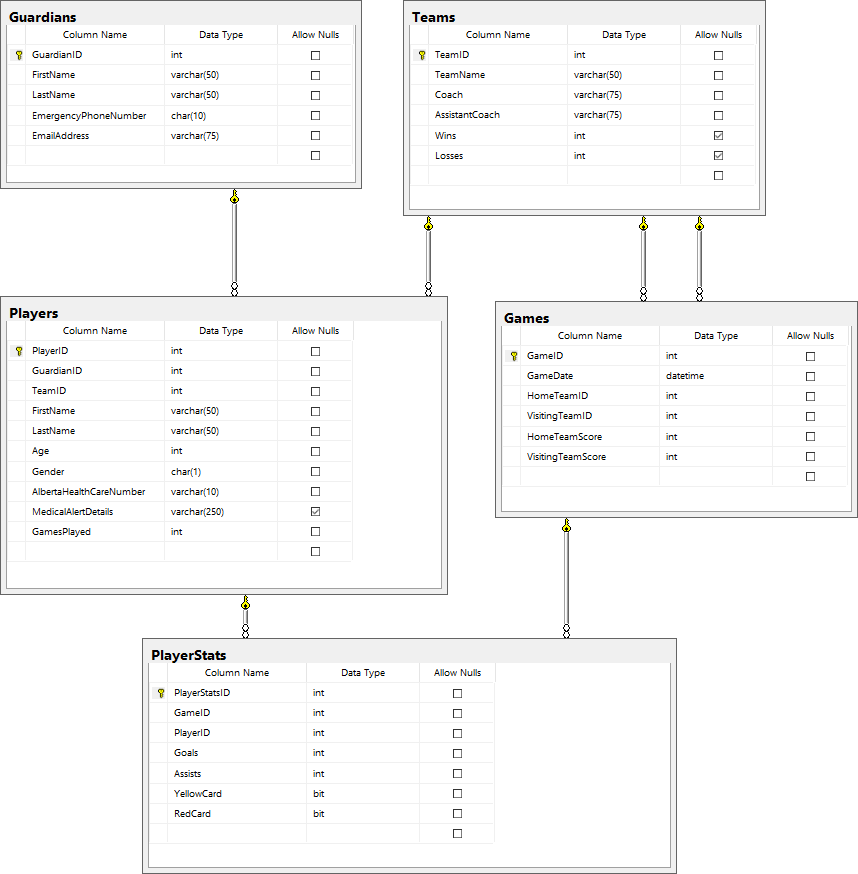 Guardians
Column Name Data Type Allow Nulls
GuardianID int
FirstName varchar(50)
LastName varchar(50)
EmergencyPhoneNumber char(10)
EmailAddress varchar(75)
Teams
Column Name Data Type Allow Nulls
TeamID int
TeamName varchar(50)
Coach varchar(75)
AssistantCoach varchar(75)
Wins int
Losses int
Players
Column Name Data Type Allow Nulls
PlayerID int
GuardianID int
TeamID int
FirstName varchar(50)
LastName varchar(50)
Age int
Gender char(1)
AlbertaHealthCareNumber varchar(10)
MedicalAlertDetails varchar(250)
GamesPlayed int
Games
Column Name Data Type Allow Nulls
GameID int
GameDate datetime
HomeTeamID int
VisitingTeamID int
HomeTeamScore int
VisitingTeamScore int
PlayerStats
Column Name Data Type Allow Nulls
PlayerStatsID int
GameID int
PlayerID int
Goals int
Assists int
YellowCard bit
RedCard bit